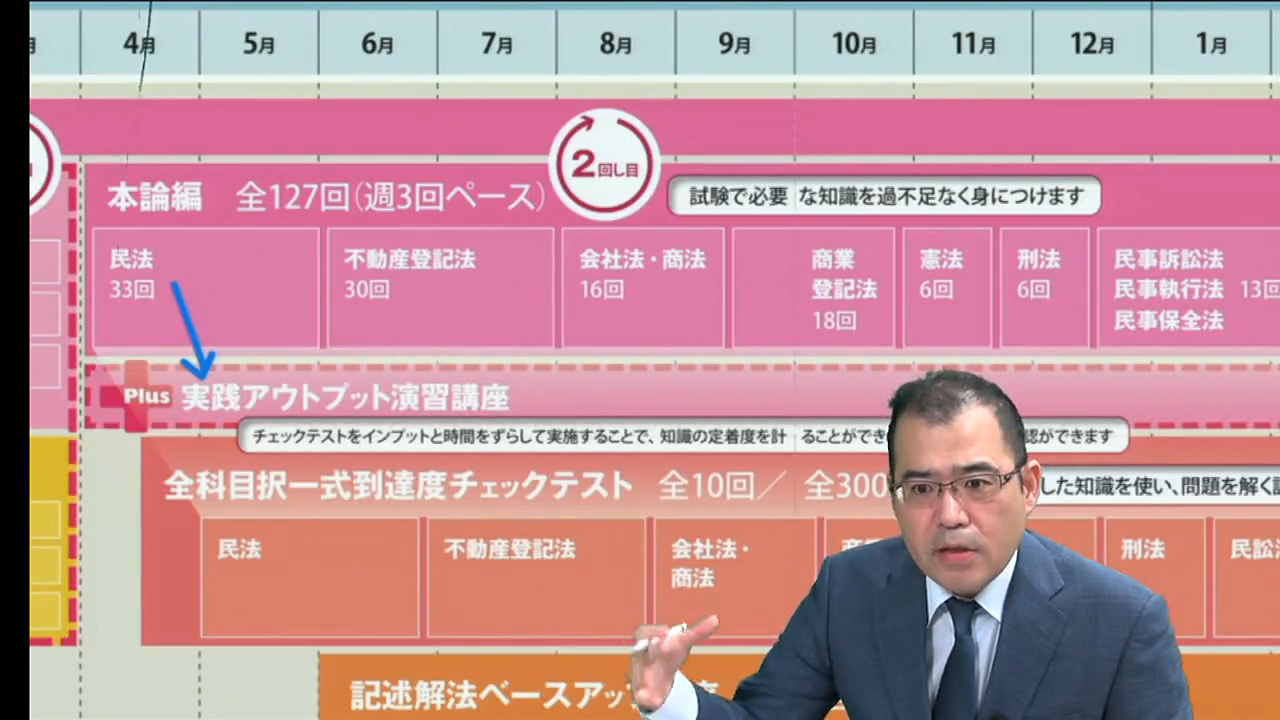 4月 5月 6月 7月 8月 9月 10月 11月 12月 1月
2回し目
本論編 全127回(週3回ペース)
試験で必要 な知識を過不足なく身につけます
民法
33回
不動産登記法
30回
会社法・商法
16回
商業
登記法
18回
憲法
6回
刑法
6回
民事訴訟法
民事執行法 13回
民事保全法
Plus 実践アウトプット演習講座
チェックテストをインプットと時間をずらして実施することで、知識の定着度を計 ることができ
認ができます
全科目択一式到達度チェックテスト 全10回／ 全300
した知識を使い、問題を解く
民法
不動産登記法
会社法・
商法
刑法
民訟
記述解法ベースアッ